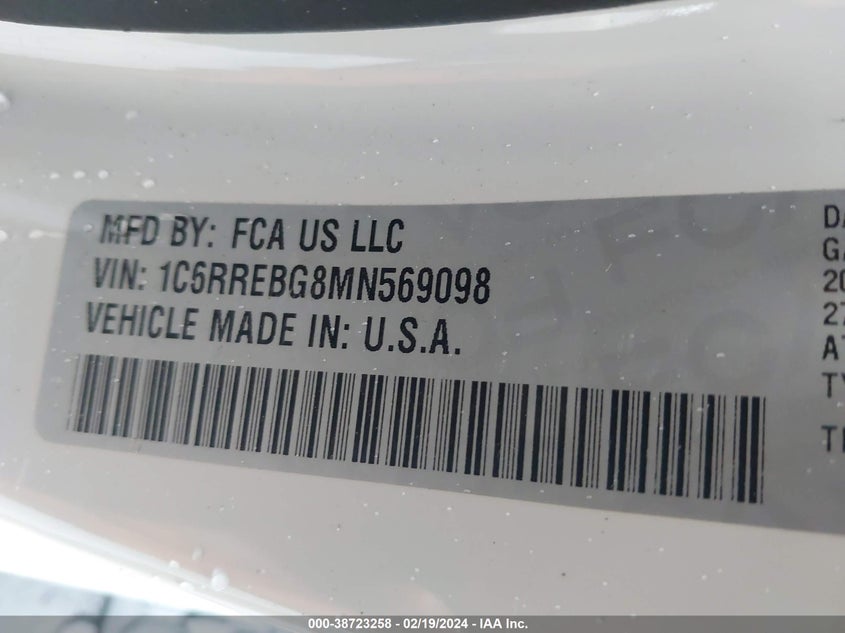 MFD BY: FCA US LLC
VIN: 1C6RREBG8MN569098
VEHICLE MADE IN: U.S.A.
000-38723258 - 02/19/2024 - IAA Inc.